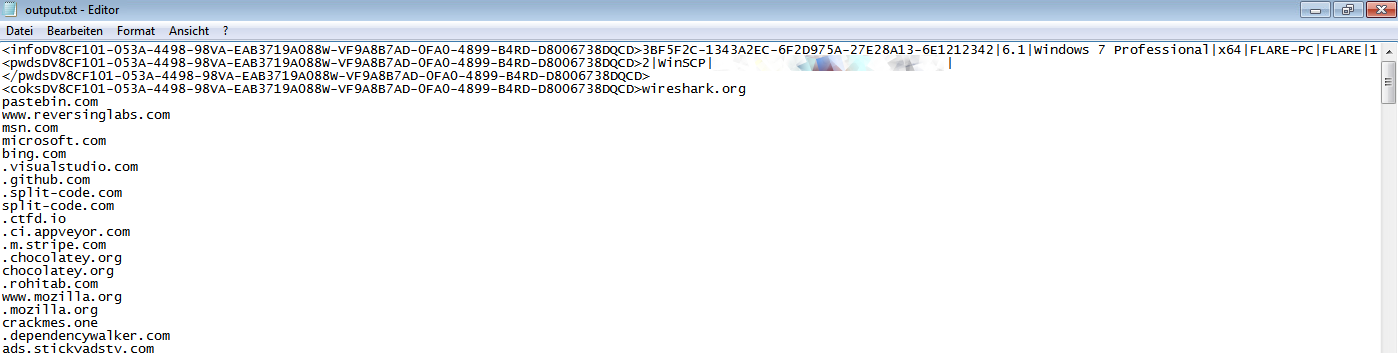 output.txt - Editor
Datei Bearbeiten Format Ansicht ?
<infoDV8CF101-053A-4498-98VA-EAB3719A088W-VF9A8B7AD-0FA0-4899-B4RD-D8006738DQCD>3BF5F2C-1343A2EC-6F2D975A-27E28A13-6E1212342|6.1|Windows 7 Professional|x64|FLARE-PC|FLARE|1
<pwdsDV8CF101-053A-4498-98VA-EAB3719A088W-VF9A8B7AD-0FA0-4899-B4RD-D8006738DQCD>2|WinSCP| |
</pwdsDV8CF101-053A-4498-98VA-EAB3719A088W-VF9A8B7AD-0FA0-4899-B4RD-D8006738DQCD>
<coksDV8CF101-053A-4498-98VA-EAB3719A088W-VF9A8B7AD-0FA0-4899-B4RD-D8006738DQCD>wireshark.org
pastebin.com
www.reversinglabs.com
msn.com
microsoft.com
bing.com
.visualstudio.com
.github.com
.split-code.com
split-code.com
.ctfd.io
.ci.appveyor.com
.m.stripe.com
.chocolatey.org
chocolatey.org
.rohitab.com
www.mozilla.org
.mozilla.org
crackmes.one
.dependencywalker.com
ads.stickyadstv.com